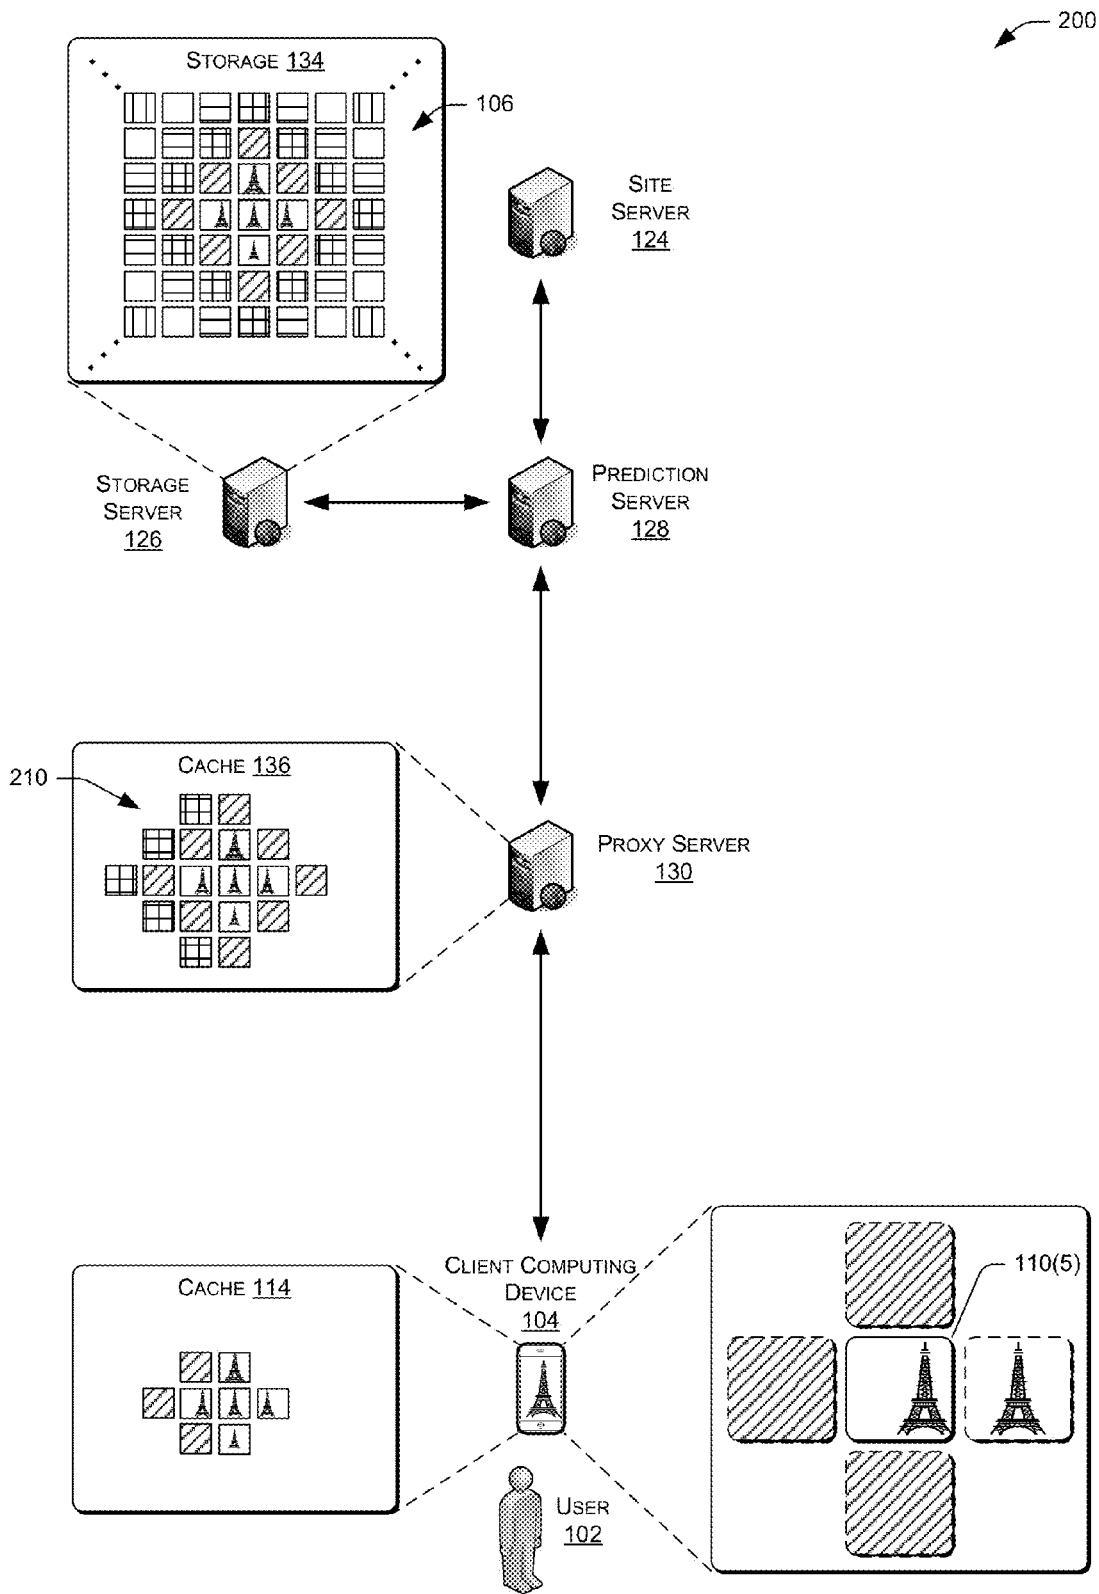 200
STORAGE 134
106
SITE
SERVER
124
STORAGE
SERVER
126
PREDICTION
SERVER
128
CACHE 136
210
PROXY SERVER
130
CLIENT COMPUTING
DEVICE
104
CACHE 114
110(5)
USER
102